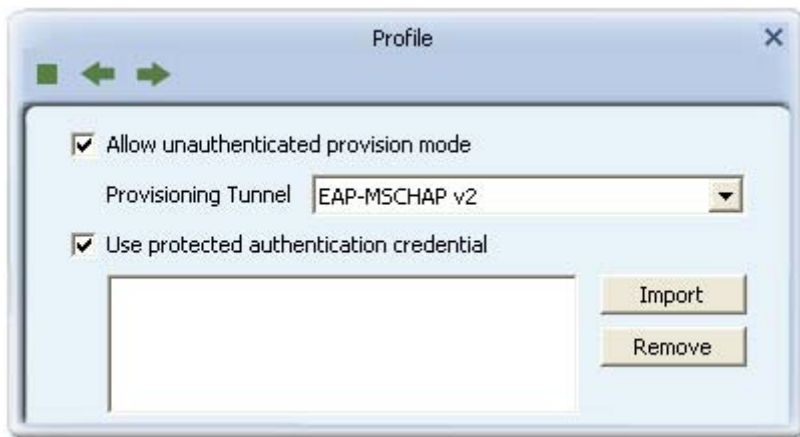 Profile
Allow unauthenticated provision mode
Provisioning Tunnel EAP-MSCHAP v2
Use protected authentication credential
Import
Remove